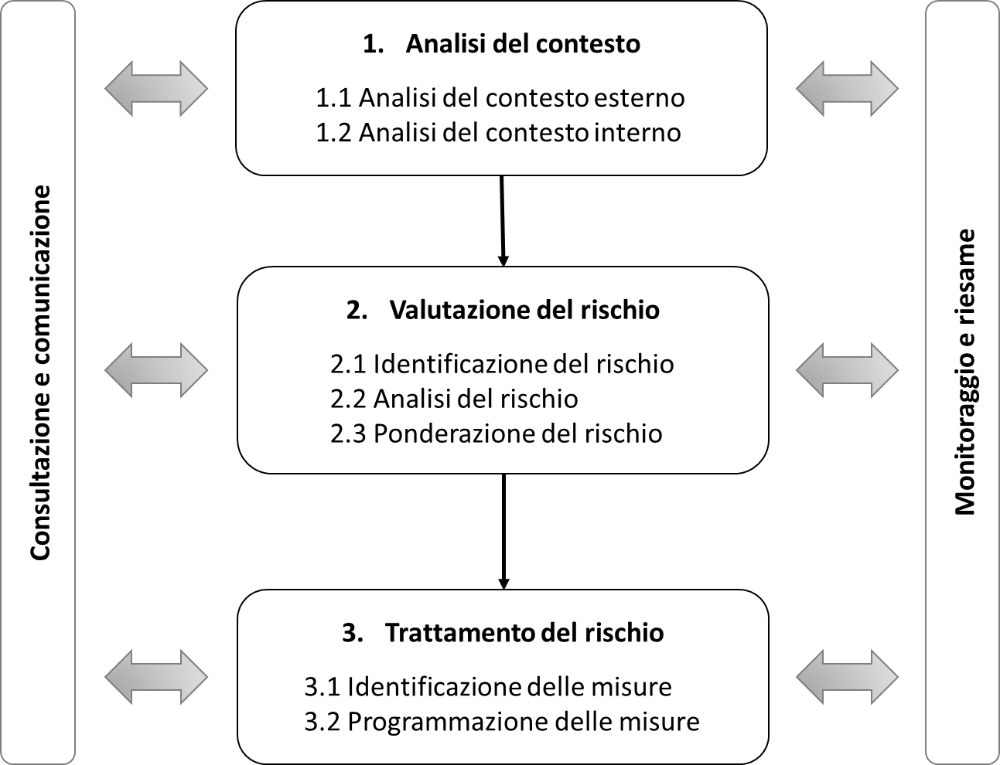 Consultazione e comunicazione
1. Analisi del contesto
1.1 Analisi del contesto esterno
1.2 Analisi del contesto interno
2. Valutazione del rischio
2.1 Identificazione del rischio
2.2 Analisi del rischio
2.3 Ponderazione del rischio
3. Trattamento del rischio
3.1 Identificazione delle misure
3.2 Programmazione delle misure
Monitoraggio e riesame